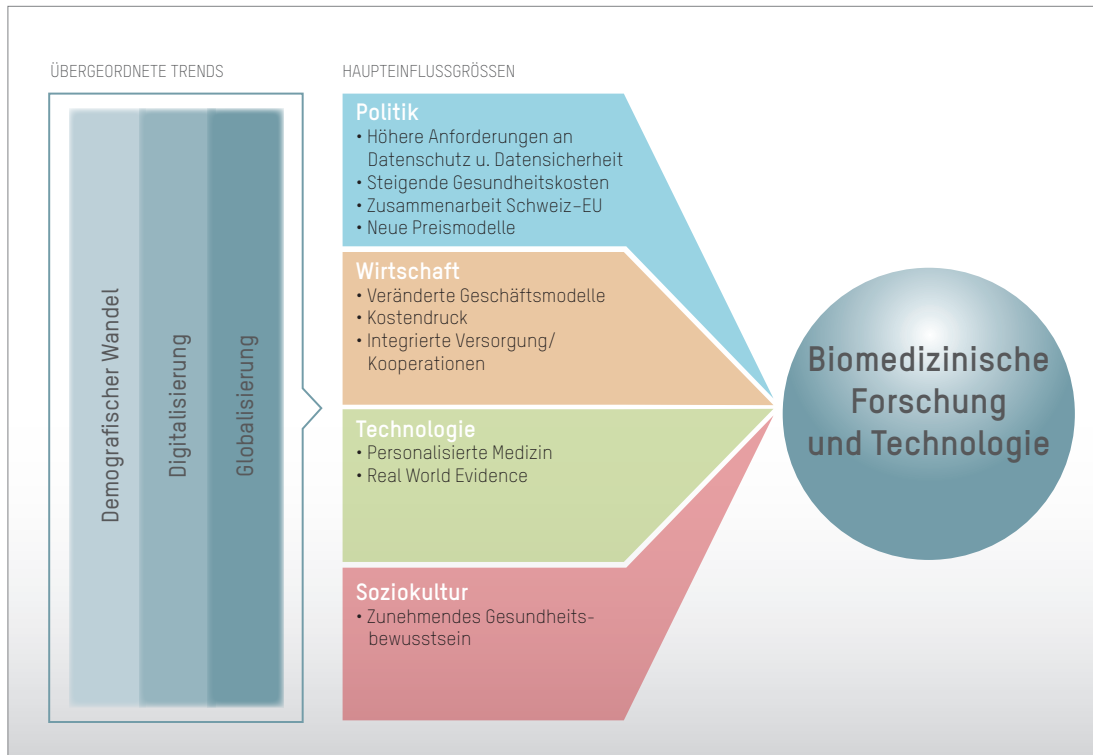 ÜBERGEORDNETE TRENDS
Demografischer Wandel
Digitalisierung
Globalisierung
HAUPTEINFLUSSGRÖSSEN
Politik
• Höhere Anforderungen an
Datenschutz u. Datensicherheit
• Steigende Gesundheitskosten
• Zusammenarbeit Schweiz-EU
• Neue Preismodelle
Wirtschaft
• Veränderte Geschäftsmodelle
• Kostendruck
• Integrierte Versorgung/
Kooperationen
Technologie
• Personalisierte Medizin
• Real World Evidence
Soziokultur
• Zunehmendes Gesundheits-
bewusstsein
Biomedizinische
Forschung
und Technologie